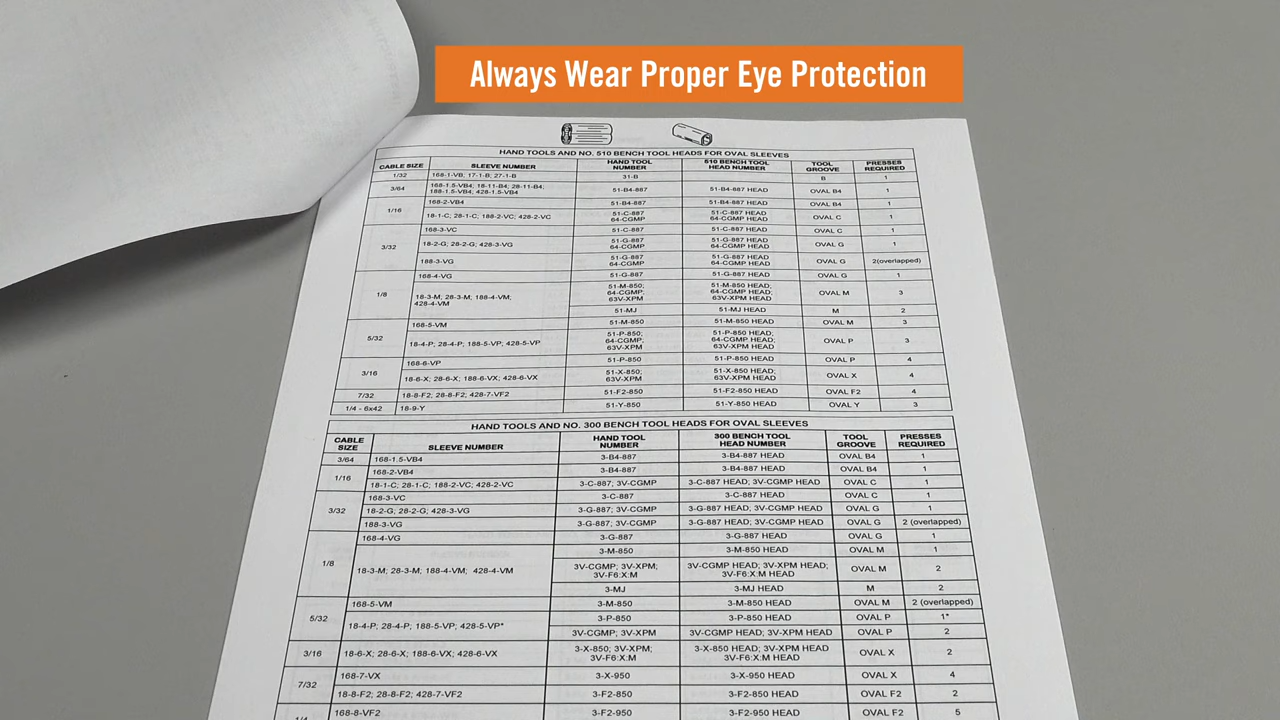 Always Wear Proper Eye Protection
HAND TOOLS AND NO. 510 BENCH TOOL HEADS FOR OVAL SLEEVES
CABLE SIZE SLEEVE NUMBER HAND TOOL NUMBER 510 BENCH TOOL HEAD NUMBER TOOL GROOVE PRESSES REQUIRED
1/32 168-1-VB; 17-1-B; 27-1-B 31-B B 1
3/64 168-1.5-VB4; 18-11-B4; 28-11-B4; 51-B4-887 51-B4-887 HEAD OVAL B4 1
188-1.5-VB4; 428-1.5-VB4
1/16 168-2-VB4 51-B4-887 51-B4-887 HEAD OVAL B4 1
18-1-C; 28-1-C; 188-2-VC; 428-2-VC 51-C-887 51-C-887 HEAD; OVAL C 1
64-CGMP 64-CGMP HEAD
3/32 168-3-VC 51-C-887 51-C-887 HEAD OVAL C 1
18-2-G; 28-2-G; 428-3-VG 51-G-887 51-G-887 HEAD; OVAL G 1
64-CGMP 64-CGMP HEAD
188-3-VG 51-G-887 51-G-887 HEAD; OVAL G 2(overlapped)
64-CGMP 64-CGMP HEAD
1/8 168-4-VG 51-G-887 51-G-887 HEAD OVAL G 1
18-3-M; 28-3-M; 188-4-VM; 51-M-850; 51-M-850 HEAD; OVAL M 3
428-4-VM 64-CGMP; 64-CGMP HEAD;
63V-XPM 63V-XPM HEAD
51-MJ 51-MJ HEAD M 2
5/32 168-5-VM 51-M-850 51-M-850 HEAD OVAL M 3
18-4-P; 28-4-P; 188-5-VP; 428-5-VP 51-P-850; 51-P-850 HEAD; OVAL P 3
64-CGMP; 64-CGMP HEAD;
63V-XPM 63V-XPM HEAD
3/16 168-6-VP 51-P-850 51-P-850 HEAD OVAL P 4
18-6-X; 28-6-X; 188-6-VX; 428-6-VX 51-X-850; 51-X-850 HEAD; OVAL X 4
63V-XPM 63V-XPM HEAD
7/32 18-8-F2; 28-8-F2; 428-7-VF2 51-F2-850 51-F2-850 HEAD OVAL F2 4
1/4 - 6x42 18-9-Y 51-Y-850 51-Y-850 HEAD OVAL Y 3
HAND TOOLS AND NO. 300 BENCH TOOL HEADS FOR OVAL SLEEVES
CABLE SIZE SLEEVE NUMBER HAND TOOL NUMBER 300 BENCH TOOL HEAD NUMBER TOOL GROOVE PRESSES REQUIRED
3/64 168-1.5-VB4 3-B4-887 3-B4-887 HEAD OVAL B4 1
1/16 168-2-VB4 3-B4-887 3-B4-887 HEAD OVAL B4 1
18-1-C; 28-1-C; 188-2-VC; 428-2-VC 3-C-887; 3V-CGMP 3-C-887 HEAD; 3V-CGMP HEAD OVAL C 1
3/32 168-3-VC 3-C-887 3-C-887 HEAD OVAL C 1
18-2-G; 28-2-G; 428-3-VG 3-G-887; 3V-CGMP 3-G-887 HEAD; 3V-CGMP HEAD OVAL G 1
188-3-VG 3-G-887; 3V-CGMP 3-G-887 HEAD; 3V-CGMP HEAD OVAL G 2 (overlapped)
1/8 168-4-VG 3-G-887 3-G-887 HEAD OVAL G 1
18-3-M; 28-3-M; 188-4-VM; 428-4-VM 3-M-850 3-M-850 HEAD OVAL M 1
3V-CGMP; 3V-XPM; 3V-CGMP HEAD; 3V-XPM HEAD; OVAL M 2
3V-F6:X:M 3V-F6:X:M HEAD
3-MJ 3-MJ HEAD M 2
5/32 168-5-VM 3-M-850 3-M-850 HEAD OVAL M 2 (overlapped)
18-4-P; 28-4-P; 188-5-VP; 428-5-VP* 3-P-850 3-P-850 HEAD OVAL P 1*
3V-CGMP; 3V-XPM 3V-CGMP HEAD; 3V-XPM HEAD OVAL P 2
3/16 18-6-X; 28-6-X; 188-6-VX; 428-6-VX 3-X-850; 3V-XPM; 3-X-850 HEAD; 3V-XPM HEAD OVAL X 2
3V-F6:X:M 3V-F6:X:M HEAD
7/32 168-7-VX 3-X-950 3-X-950 HEAD OVAL X 4
18-8-F2; 28-8-F2; 428-7-VF2 3-F2-850 3-F2-850 HEAD OVAL F2 2
1/4 168-8-VF2 3-F2-950 3-F2-950 HEAD OVAL F2 5